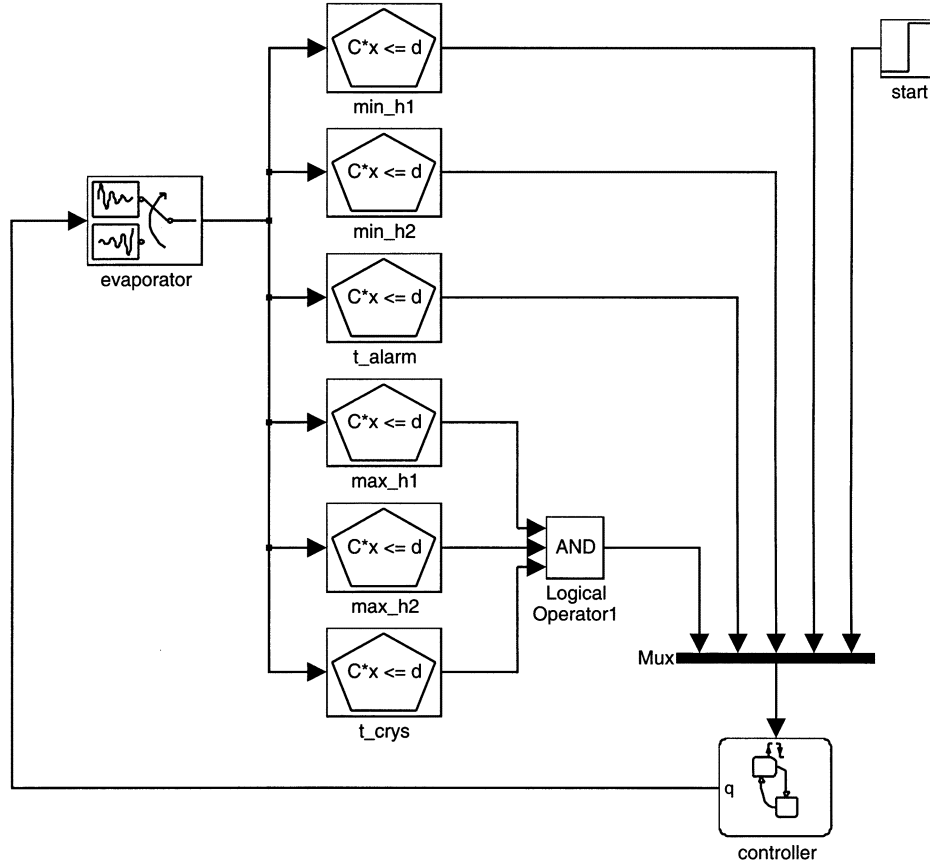 C*x <= d
min_h1
start
C*x <= d
min_h2
evaporator
C*x <= d
t_alarm
C*x <= d
max_h1
C*x <= d
max_h2
AND
Logical
Operator1
C*x <= d
t_crys
Mux
q
controller